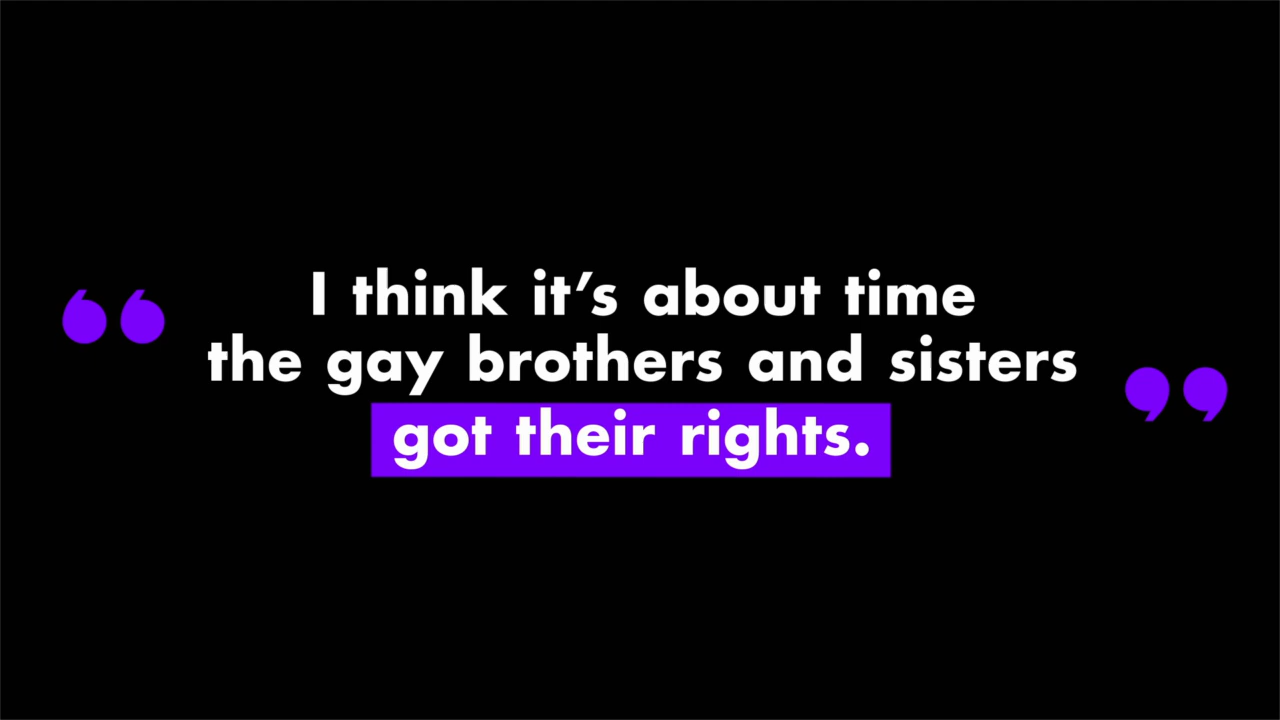 “I think it’s about time
the gay brothers and sisters
got their rights.”